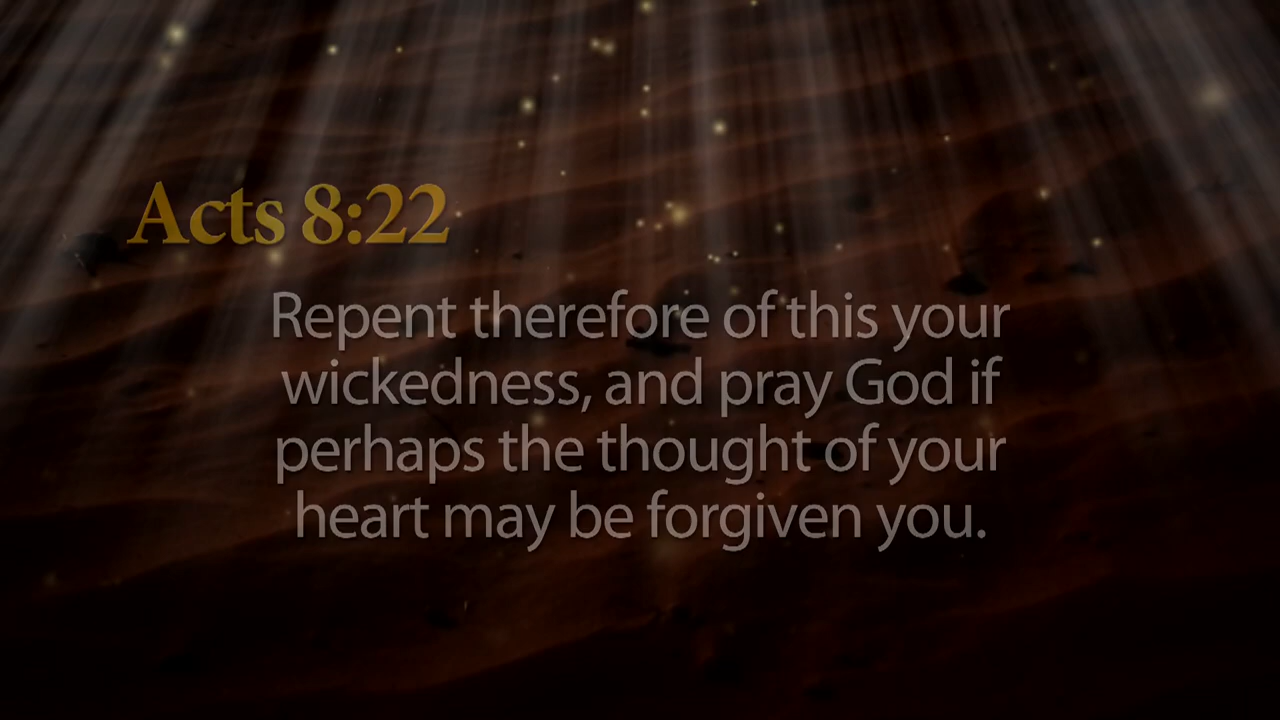 Acts 8:22
Repent therefore of this your
wickedness, and pray God if
perhaps the thought of your
heart may be forgiven you.